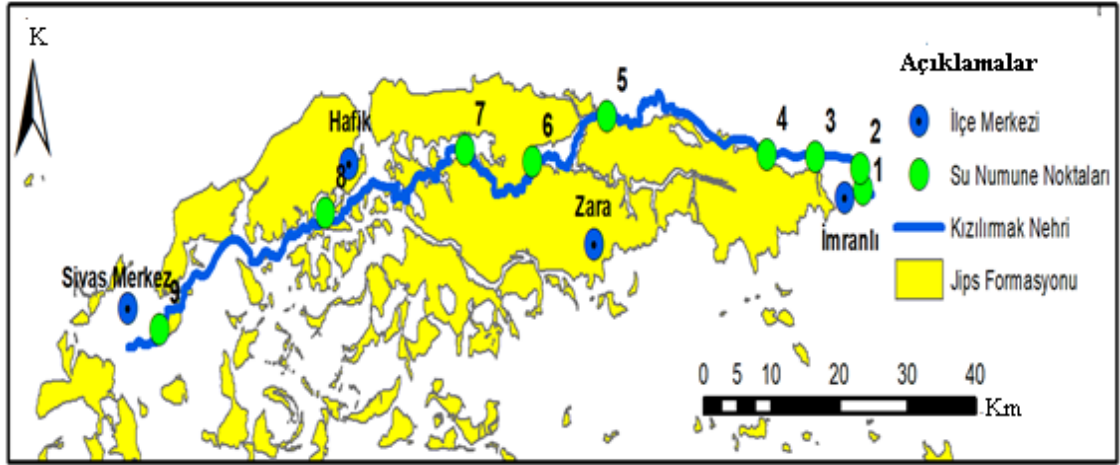 K
Açıklamalar
İlçe Merkezi
Su Numune Noktaları
Kızılırmak Nehri
Jips Formasyonu
Hafik
Zara
İmranlı
Sivas Merkez
1
2
3
4
5
6
7
8
9
0 5 10 20 30 40
Km